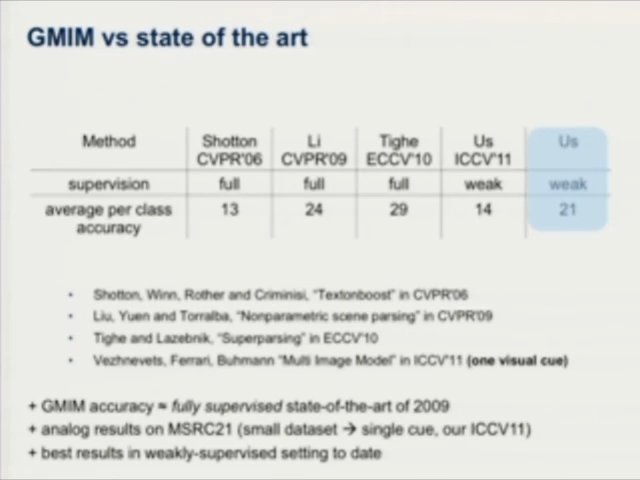 GMIM vs state of the art
Method Shotton CVPR'06 Li CVPR'09 Tighe ECCV'10 Us ICCV'11 Us
supervision full full full weak weak
average per class accuracy 13 24 29 14 21
• Shotton, Winn, Rother and Criminisi, "Textonboost" in CVPR'06
• Liu, Yuen and Torralba, "Nonparametric scene parsing" in CVPR'09
• Tighe and Lazebnik, "Superparsing" in ECCV'10
• Vezhnevets, Ferrari, Buhmann "Multi Image Model" in ICCV'11 (one visual cue)
+ GMIM accuracy ≈ fully supervised state-of-the-art of 2009
+ analog results on MSRC21 (small dataset → single cue, our ICCV11)
+ best results in weakly-supervised setting to date